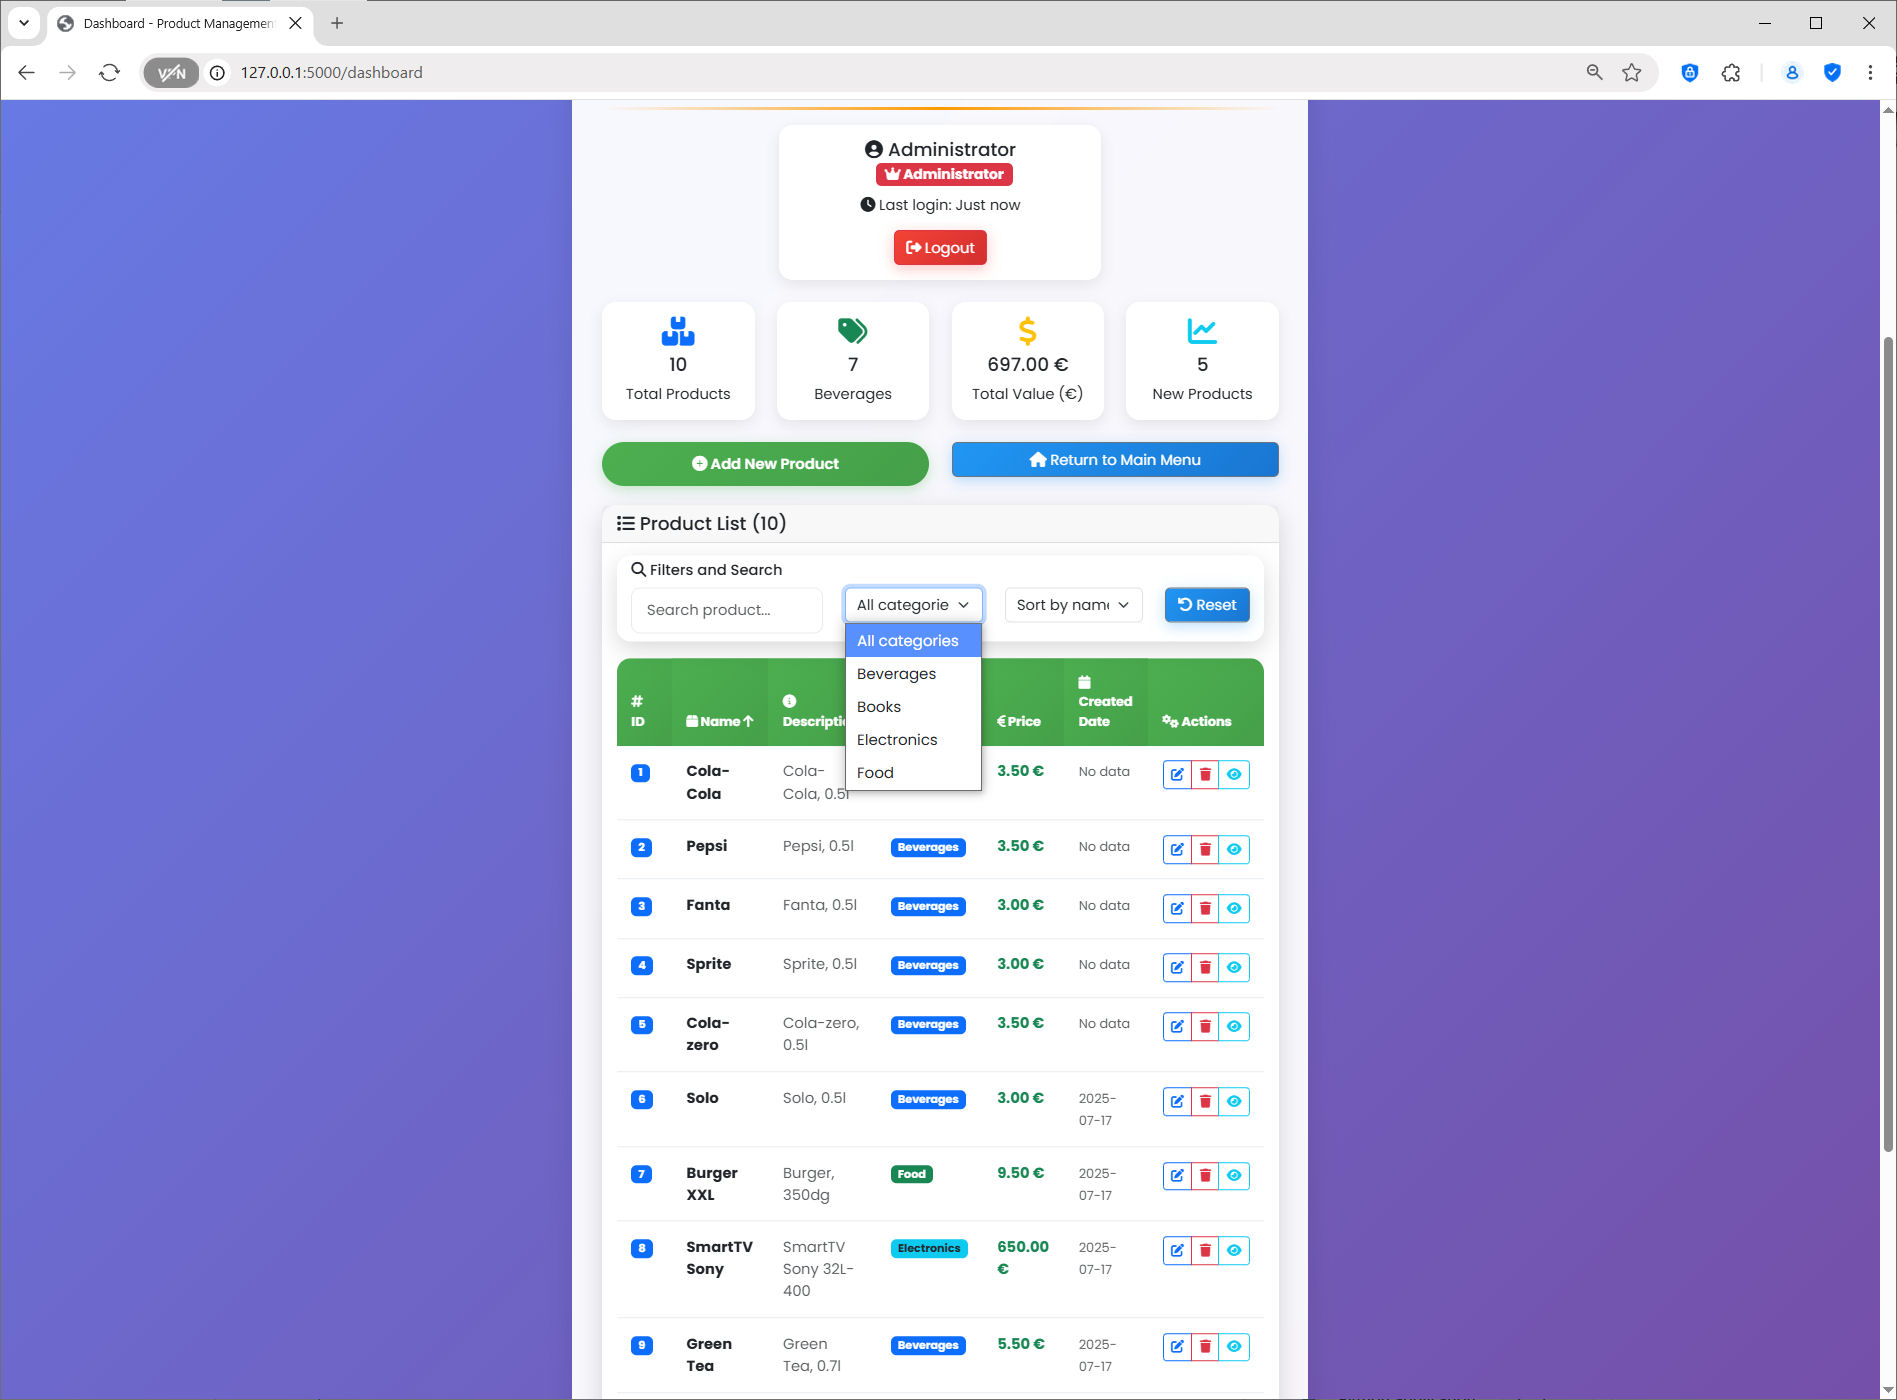 Dashboard - Product Managemen
VPN
127.0.0.1:5000/dashboard
Administrator
Administrator
Last login: Just now
Logout
10
Total Products
7
Beverages
697.00 €
Total Value (€)
5
New Products
Add New Product
Return to Main Menu
Product List (10)
Filters and Search
Search product...
All categorie
Sort by name
Reset
All categories
Beverages
Books
Electronics
Food
# ID
Name
Descriptio
€ Price
Created Date
Actions
1
Cola-
Cola
Cola-
Cola, 0.5l
3.50 €
No data
2
Pepsi
Pepsi, 0.5l
Beverages
3.50 €
No data
3
Fanta
Fanta, 0.5l
Beverages
3.00 €
No data
4
Sprite
Sprite, 0.5l
Beverages
3.00 €
No data
5
Cola-
zero
Cola-zero,
0.5l
Beverages
3.50 €
No data
6
Solo
Solo, 0.5l
Beverages
3.00 €
2025-
07-17
7
Burger
XXL
Burger,
350dg
Food
9.50 €
2025-
07-17
8
SmartTV
Sony
SmartTV
Sony 32L-
400
Electronics
650.00
€
2025-
07-17
9
Green
Tea
Green
Tea, 0.7l
Beverages
5.50 €
2025-
07-17